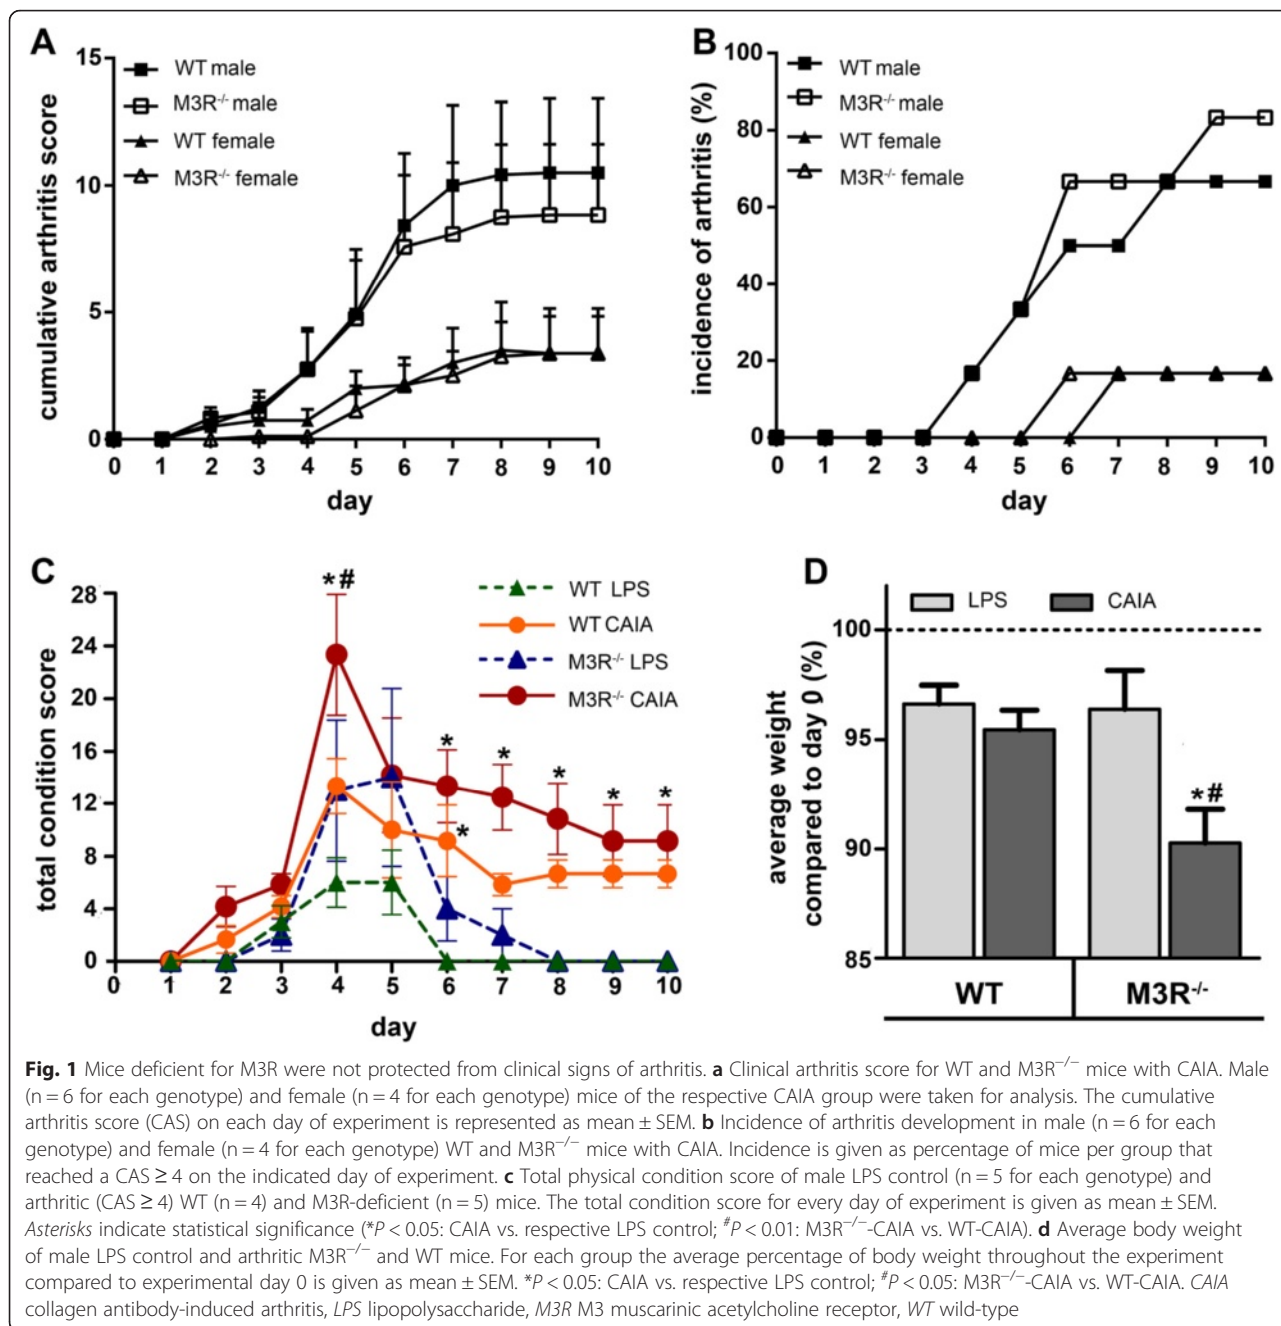 A
15
10
5
0
cumulative arthritis score
WT male
M3R-/- male
WT female
M3R-/- female
0 1 2 3 4 5 6 7 8 9 10
day
B
100
80
60
40
20
0
incidence of arthritis (%)
WT male
M3R-/- male
WT female
M3R-/- female
0 1 2 3 4 5 6 7 8 9 10
day
C
28
24
20
16
12
8
4
0
total condition score
*#
WT LPS
WT CAIA
M3R-/- LPS
M3R-/- CAIA
* * * * *
*
0 1 2 3 4 5 6 7 8 9 10
day
D
LPS CAIA
100
95
90
85
average weight
compared to day 0 (%)
*#
WT M3R-/-
Fig. 1 Mice deficient for M3R were not protected from clinical signs of arthritis. a Clinical arthritis score for WT and M3R−/− mice with CAIA. Male
(n = 6 for each genotype) and female (n = 4 for each genotype) mice of the respective CAIA group were taken for analysis. The cumulative
arthritis score (CAS) on each day of experiment is represented as mean ± SEM. b Incidence of arthritis development in male (n = 6 for each
genotype) and female (n = 4 for each genotype) WT and M3R−/− mice with CAIA. Incidence is given as percentage of mice per group that
reached a CAS ≥ 4 on the indicated day of experiment. c Total physical condition score of male LPS control (n = 5 for each genotype) and
arthritic (CAS ≥ 4) WT (n = 4) and M3R-deficient (n = 5) mice. The total condition score for every day of experiment is given as mean ± SEM.
Asterisks indicate statistical significance (*P < 0.05: CAIA vs. respective LPS control; #P < 0.01: M3R−/−-CAIA vs. WT-CAIA). d Average body weight
of male LPS control and arthritic M3R−/− and WT mice. For each group the average percentage of body weight throughout the experiment
compared to experimental day 0 is given as mean ± SEM. *P < 0.05: CAIA vs. respective LPS control; #P < 0.05: M3R−/−-CAIA vs. WT-CAIA. CAIA
collagen antibody-induced arthritis, LPS lipopolysaccharide, M3R M3 muscarinic acetylcholine receptor, WT wild-type